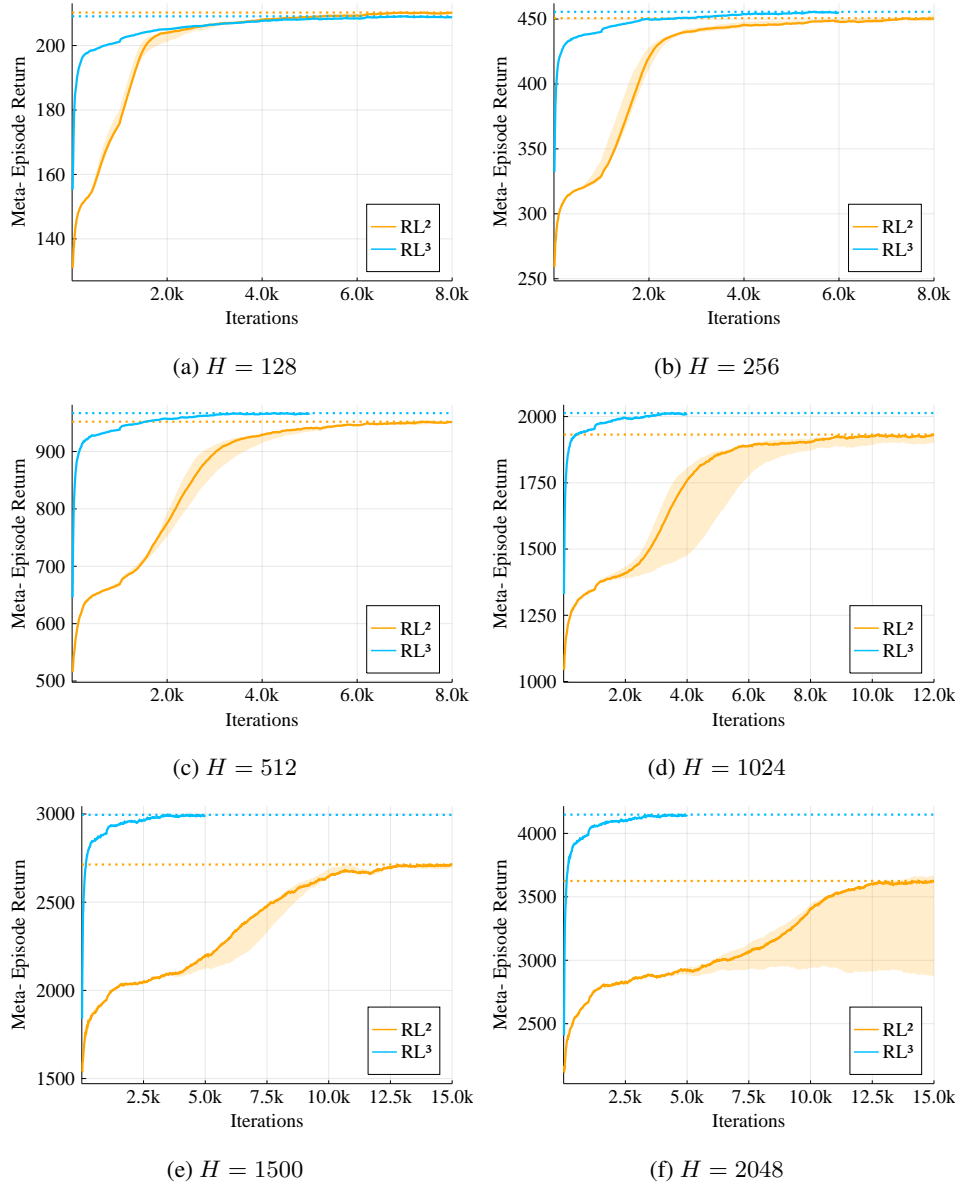 200
180
160
140
Meta- Episode Return
2.0k 4.0k 6.0k 8.0k
Iterations
RL²
RL³
(a) H = 128
450
400
350
300
250
Meta- Episode Return
2.0k 4.0k 6.0k 8.0k
Iterations
RL²
RL³
(b) H = 256
900
800
700
600
500
Meta- Episode Return
2.0k 4.0k 6.0k 8.0k
Iterations
RL²
RL³
(c) H = 512
2000
1750
1500
1250
1000
Meta- Episode Return
2.0k 4.0k 6.0k 8.0k 10.0k 12.0k
Iterations
RL²
RL³
(d) H = 1024
3000
2500
2000
1500
Meta- Episode Return
2.5k 5.0k 7.5k 10.0k 12.5k 15.0k
Iterations
RL²
RL³
(e) H = 1500
4000
3500
3000
2500
Meta- Episode Return
2.5k 5.0k 7.5k 10.0k 12.5k 15.0k
Iterations
RL²
RL³
(f) H = 2048